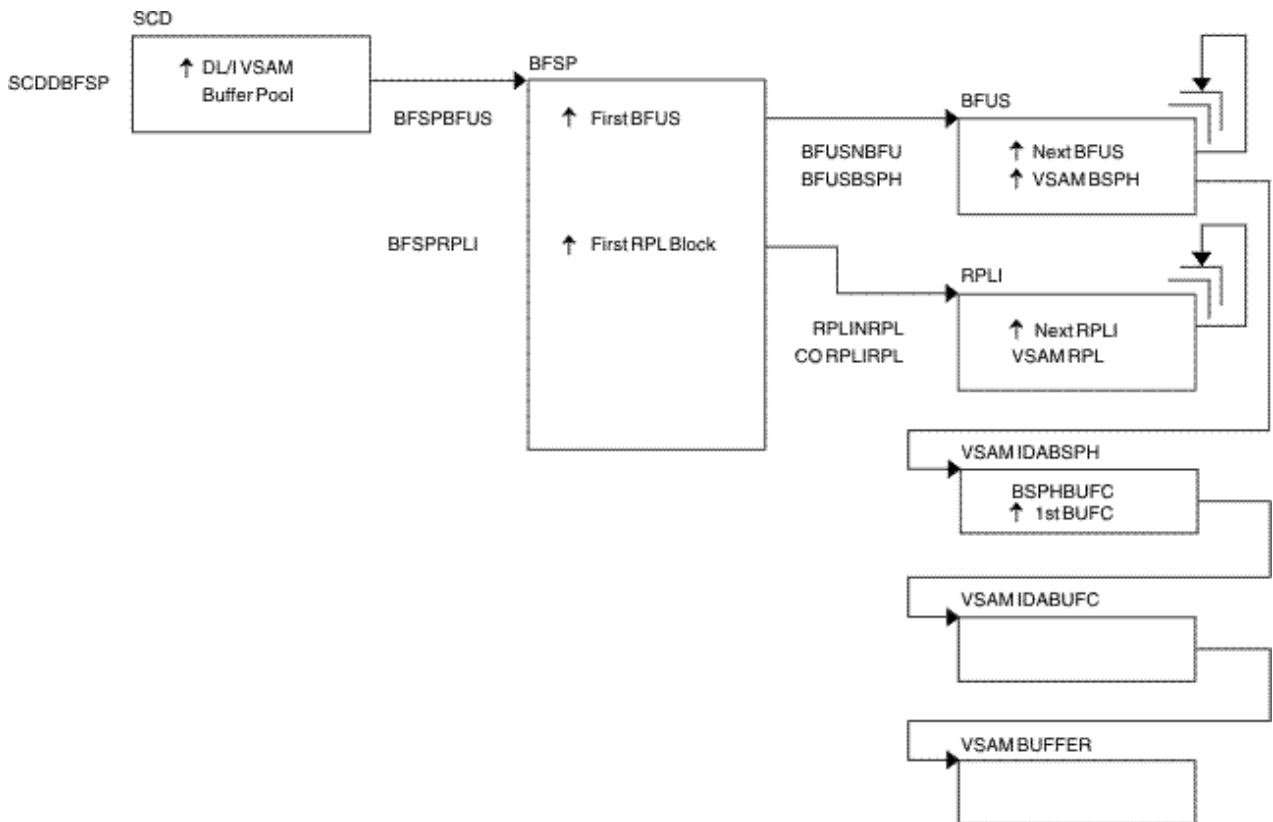 SCD
SCDDBFSP
↑ DL/I VSAM
Buffer Pool
BFSP
BFSPBFUS
↑ First BFUS
BFUS
BFUSNBFU
↑ Next BFUS
BFUSBSPH
↑ VSAM BSPH
BFSPRPLI
↑ First RPL Block
RPLI
RPLINRPL
↑ Next RPLI
CO RPLIRPL
VSAM RPL
VSAM IDABSPH
BSPHBUFC
↑ 1st BUFC
VSAM IDABUFC
VSAM BUFFER